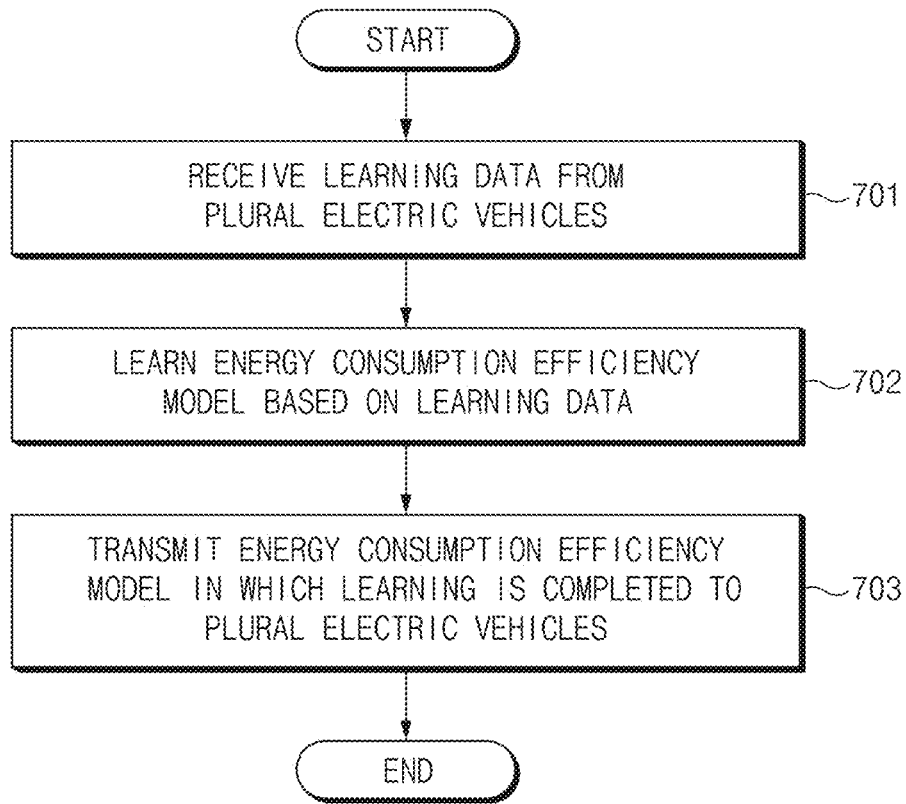 START
RECEIVE LEARNING DATA FROM
PLURAL ELECTRIC VEHICLES
701
LEARN ENERGY CONSUMPTION EFFICIENCY
MODEL BASED ON LEARNING DATA
702
TRANSMIT ENERGY CONSUMPTION EFFICIENCY
MODEL IN WHICH LEARNING IS COMPLETED TO
PLURAL ELECTRIC VEHICLES
703
END